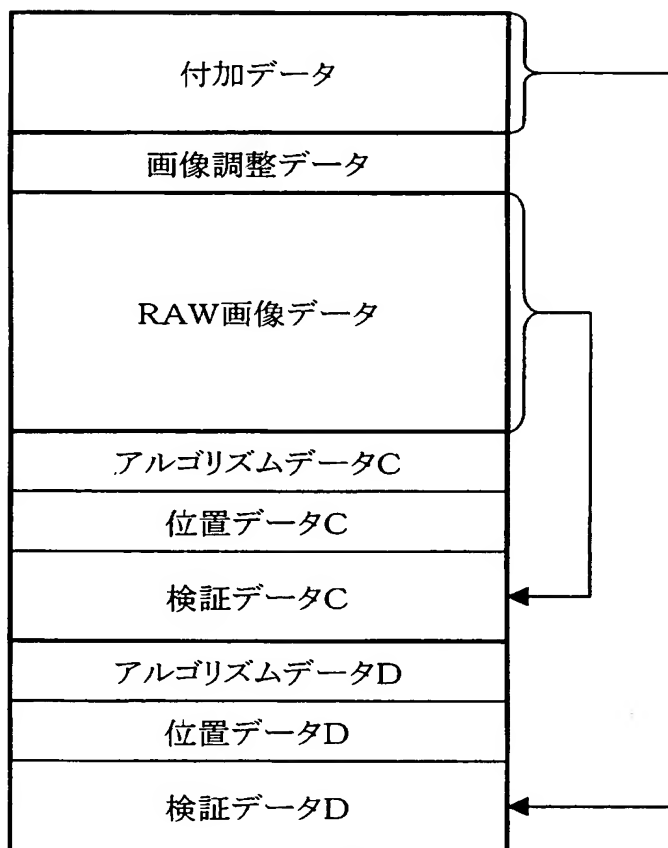 付加データ
画像調整データ
RAW画像データ
アルゴリズムデータC
位置データC
検証データC
アルゴリズムデータD
位置データD
検証データD